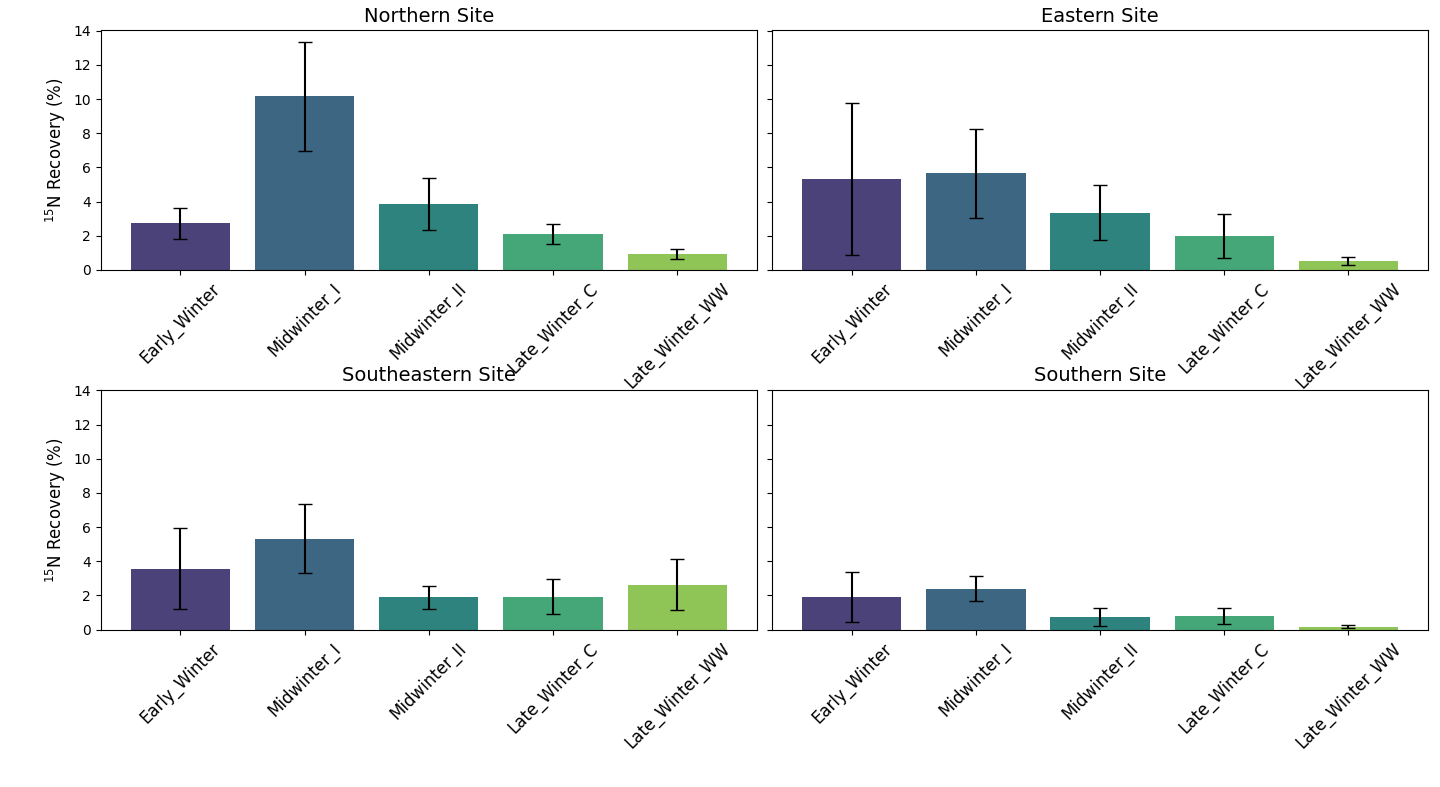 Northern Site
Eastern Site
14
12
10
8
6
4
2
0
¹⁵N Recovery (%)
Early_Winter
Midwinter_I
Midwinter_II
Late_Winter_C
Late_Winter_WW
Early_Winter
Midwinter_I
Midwinter_II
Late_Winter_C
Late_Winter_WW
Southeastern Site
Southern Site
14
12
10
8
6
4
2
0
¹⁵N Recovery (%)
Early_Winter
Midwinter_I
Midwinter_II
Late_Winter_C
Late_Winter_WW
Early_Winter
Midwinter_I
Midwinter_II
Late_Winter_C
Late_Winter_WW